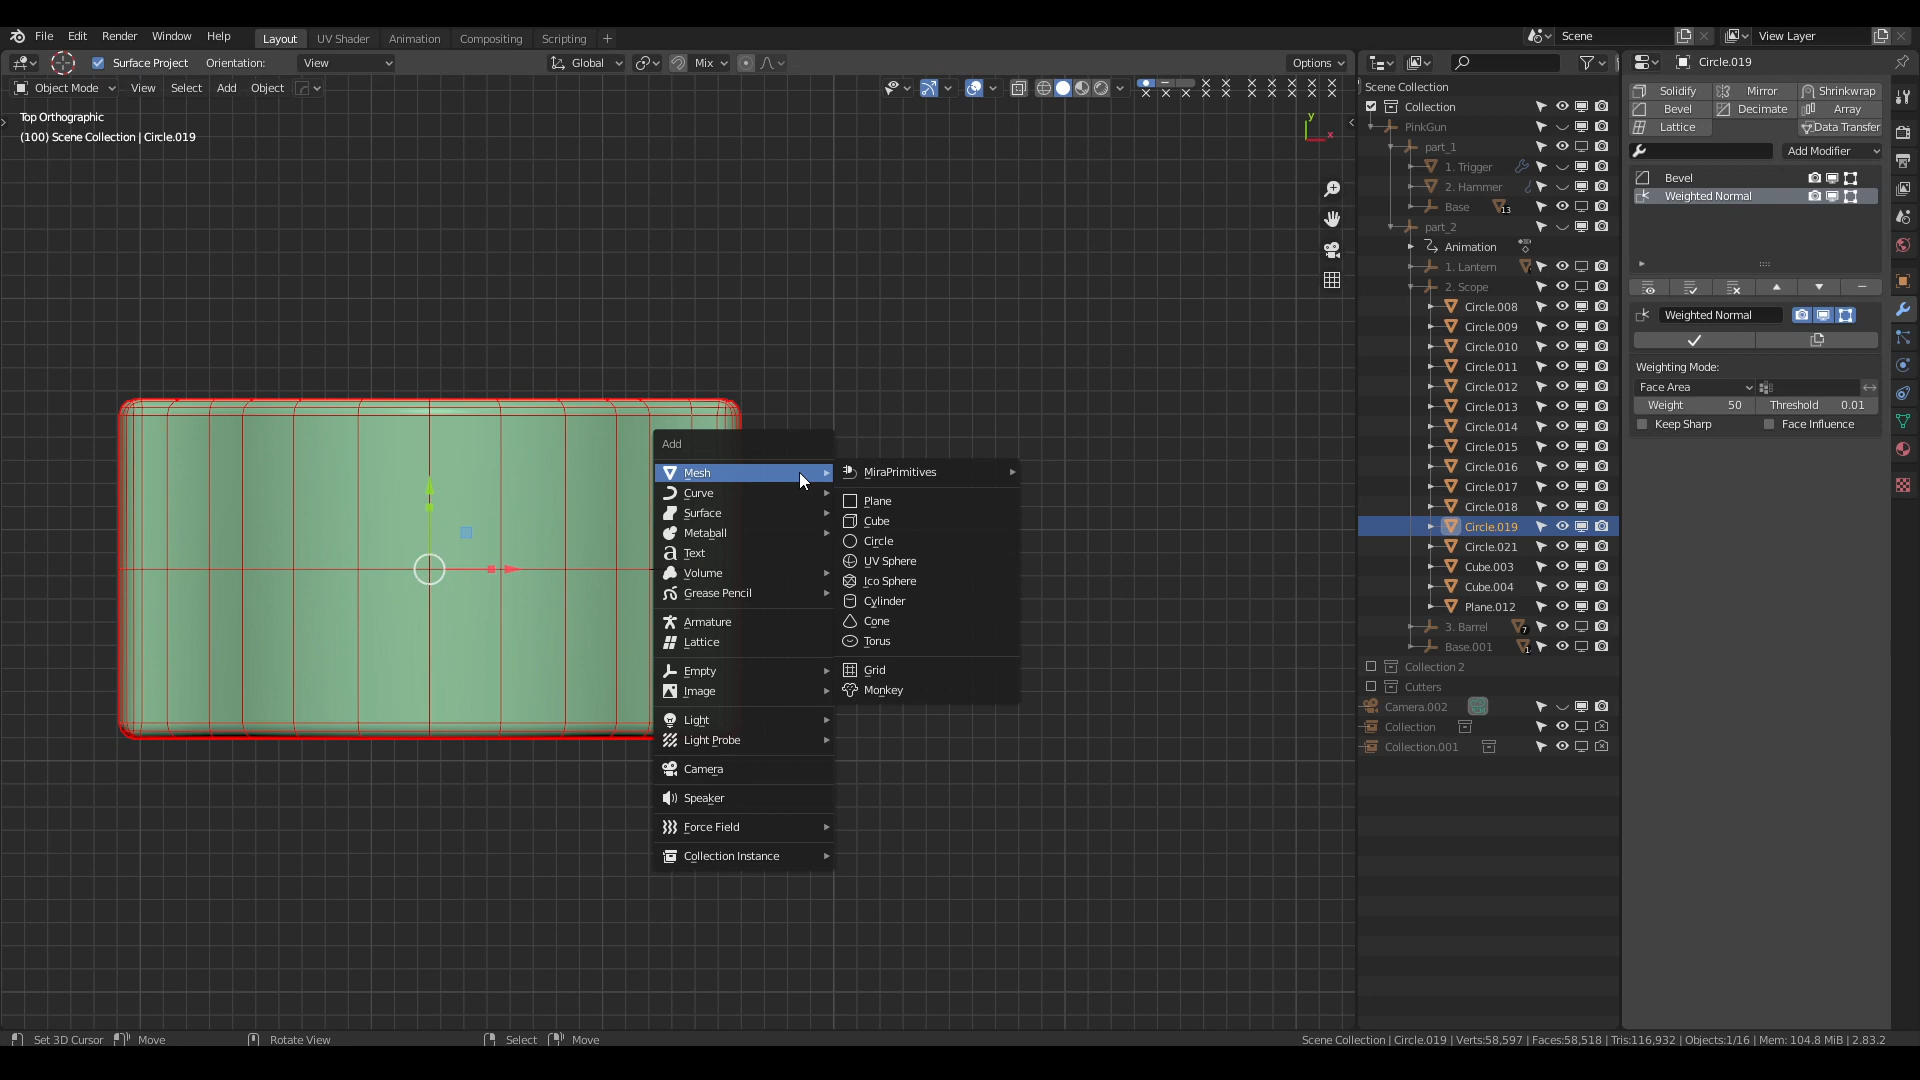 File Edit Render Window Help Layout UV Shader Animation Compositing Scripting + Scene View Layer
Surface Project Orientation: View Global Mix Options Circle.019
Object Mode View Select Add Object
Top Orthographic
(100) Scene Collection | Circle.019
y
x
Add
Mesh
Curve
Surface
Metaball
Text
Volume
Grease Pencil
Armature
Lattice
Empty
Image
Light
Light Probe
Camera
Speaker
Force Field
Collection Instance
MiraPrimitives
Plane
Cube
Circle
UV Sphere
Ico Sphere
Cylinder
Cone
Torus
Grid
Monkey
Scene Collection
Collection
PinkGun
part_1
1. Trigger
2. Hammer
Base 13
part_2
Animation
1. Lantern
2. Scope
Circle.008
Circle.009
Circle.010
Circle.011
Circle.012
Circle.013
Circle.014
Circle.015
Circle.016
Circle.017
Circle.018
Circle.019
Circle.021
Cube.003
Cube.004
Plane.012
3. Barrel 7
Base.001 1
Collection 2
Cutters
Camera.002
Collection
Collection.001
Solidify Mirror Shrinkwrap
Bevel Decimate Array
Lattice Data Transfer
Add Modifier
Bevel
Weighted Normal
Weighted Normal
Weighting Mode:
Face Area
Weight 50 Threshold 0.01
Keep Sharp Face Influence
Set 3D Cursor Move Rotate View Select Move Scene Collection | Circle.019 | Verts:58,597 | Faces:58,518 | Tris:116,932 | Objects:1/16 | Mem: 104.8 MiB | 2.83.2